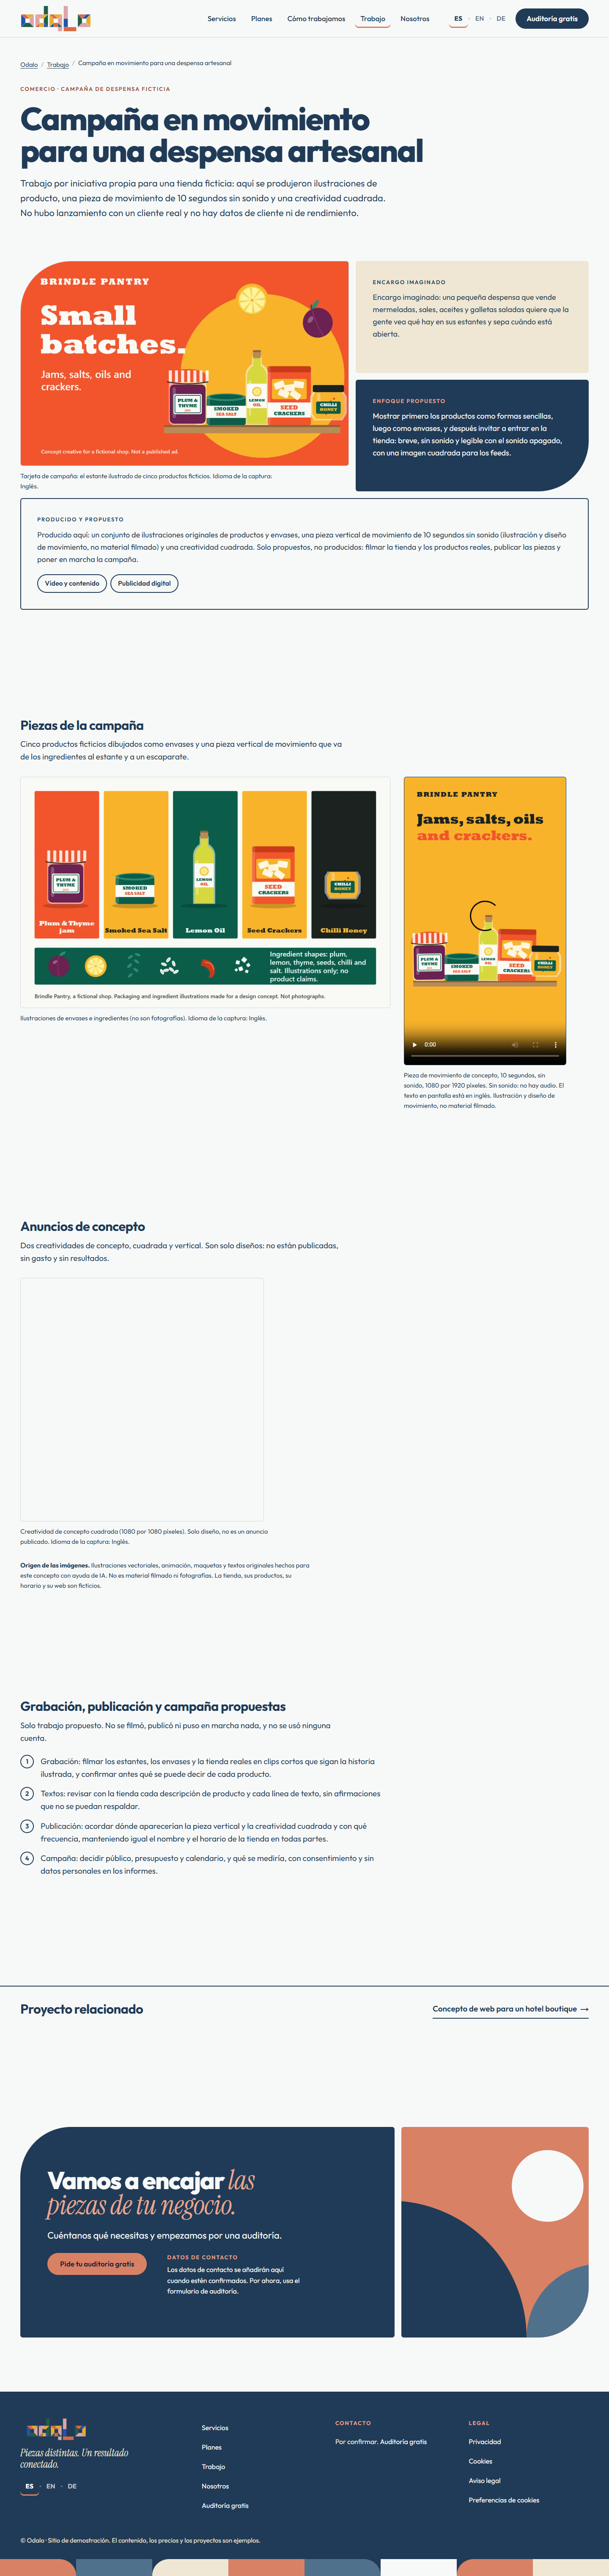 odalo
Servicios
Planes
Cómo trabajamos
Trabajo
Nosotros
ES · EN · DE
Auditoría gratis
Odalo / Trabajo / Campaña en movimiento para despensa artesanal
COMERCIO · CAMPAÑA DE DESPENSA FICTICIA
Campaña en movimiento
para una despensa artesanal
Trabajo por iniciativa propia para una tienda ficticia: aquí se produjeron ilustraciones de
producto, una pieza de movimiento de 10 segundos sin sonido y una creatividad cuadrada.
No hubo lanzamiento con un cliente real y no hay datos de cliente ni de rendimiento.
BRINDLE PANTRY
Small
batches.
Jams, salts, oils and
crackers.
PLUM &
THYME
JAM
SMOKED
SEA SALT
LEMON
OIL
SEED
CRACKERS
CHILLI
HONEY
Concept creative for a fictional shop. Not a published ad.
Tarjeta de campaña: el estante ilustrado de cinco productos ficticios. Idioma de la captura:
Inglés.
ENCARGO IMAGINADO
Encargo imaginado: una pequeña despensa que vende
mermeladas, sales, aceites y galletas saladas quiere que la
gente vea qué hay en sus estantes y sepa cuándo está
abierta.
ENFOQUE PROPUESTO
Mostrar primero los productos como formas sencillas,
luego como envases, y después invitar a entrar en la
tienda: breve, sin sonido y legible con el sonido apagado,
con una imagen cuadrada para los feeds.
PRODUCIDO Y PROPUESTO
Producido aquí: un conjunto de ilustraciones originales de productos y envases, una pieza vertical de movimiento de 10 segundos sin sonido (ilustración y diseño
de movimiento, no material filmado) y una creatividad cuadrada. Solo propuestos, no producidos: filmar la tienda y los productos reales, publicar las piezas y
poner en marcha la campaña.
Vídeo y contenido
Publicidad digital
Piezas de la campaña
Cinco productos ficticios dibujados como envases y una pieza vertical de movimiento que va
de los ingredientes al estante y a un escaparate.
PLUM &
THYME
JAM
SMOKED
SEA SALT
LEMON
OIL
SEED
CRACKERS
CHILLI
HONEY
Plum & Thyme
Jam
Smoked Sea Salt
Lemon Oil
Seed Crackers
Chilli Honey
Ingredient shapes: plum,
lemon, thyme, seeds, chilli and
salt. Illustrations only; no
product claims.
Brindle Pantry, a fictional shop. Packaging and ingredient illustrations made for a design concept. Not photographs.
Ilustraciones de envases e ingredientes (no son fotografías). Idioma de la captura: Inglés.
BRINDLE PANTRY
Jams, salts, oils
and crackers.
PLUM &
THYME
JAM
SMOKED
SEA SALT
LEMON
OIL
SEED
CRACKERS
CHILLI
HONEY
0:00
Pieza de movimiento de concepto, 10 segundos, sin
sonido, 1080 por 1920 píxeles. Sin sonido: no hay audio. El
texto en pantalla está en inglés. Ilustración y diseño de
movimiento, no material filmado.
Anuncios de concepto
Dos creatividades de concepto, cuadrada y vertical. Son solo diseños: no están publicadas,
sin gasto y sin resultados.
Creatividad de concepto cuadrada (1080 por 1080 píxeles). Solo diseño, no es un anuncio
publicado. Idioma de la captura: Inglés.
Origen de las imágenes. Ilustraciones vectoriales, animación, maquetas y textos originales hechos para
este concepto con ayuda de IA. No es material filmado ni fotografías. La tienda, sus productos, su
horario y su web son ficticios.
Grabación, publicación y campaña propuestas
Solo trabajo propuesto. No se filmó, publicó ni puso en marcha nada, y no se usó ninguna
cuenta.
1 Grabación: filmar los estantes, los envases y la tienda reales en clips cortos que sigan la historia
ilustrada, y confirmar antes qué se puede decir de cada producto.
2 Textos: revisar con la tienda cada descripción de producto y cada línea de texto, sin afirmaciones
que no se puedan respaldar.
3 Publicación: acordar dónde aparecerían la pieza vertical y la creatividad cuadrada y con qué
frecuencia, manteniendo igual el nombre y el horario de la tienda en todas partes.
4 Campaña: decidir público, presupuesto y calendario, y qué se mediría, con consentimiento y sin
datos personales en los informes.
Proyecto relacionado
Concepto de web para un hotel boutique →
Vamos a encajar las
piezas de tu negocio.
Cuéntanos qué necesitas y empezamos por una auditoría.
Pide tu auditoría gratis
DATOS DE CONTACTO
Los datos de contacto se añadirán aquí
cuando estén confirmados. Por ahora, usa el
formulario de auditoría.
odalo
Piezas distintas. Un resultado
conectado.
ES · EN · DE
Servicios
Planes
Trabajo
Nosotros
Auditoría gratis
CONTACTO
Por confirmar. Auditoría gratis
LEGAL
Privacidad
Cookies
Aviso legal
Preferencias de cookies
© Odalo · Sitio de demostración. El contenido, los precios y los proyectos son ejemplos.